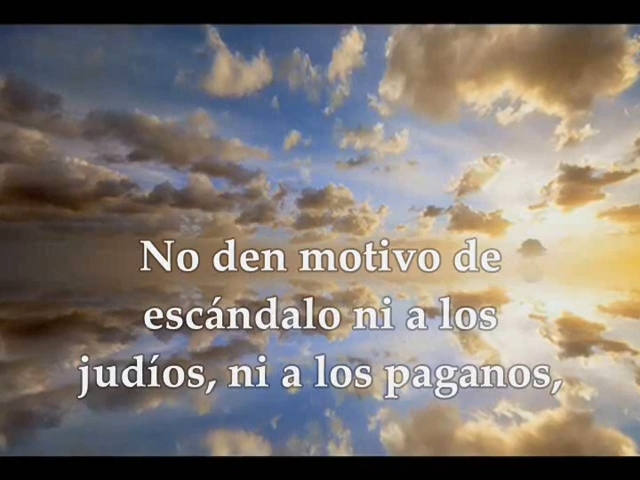 No den motivo de
escándalo ni a los
judíos, ni a los paganos,